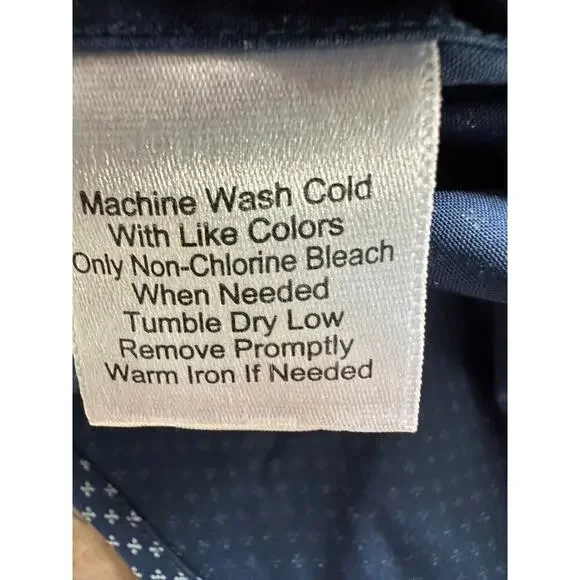 Machine Wash Cold
With Like Colors
Only Non-Chlorine Bleach
When Needed
Tumble Dry Low
Remove Promptly
Warm Iron If Needed